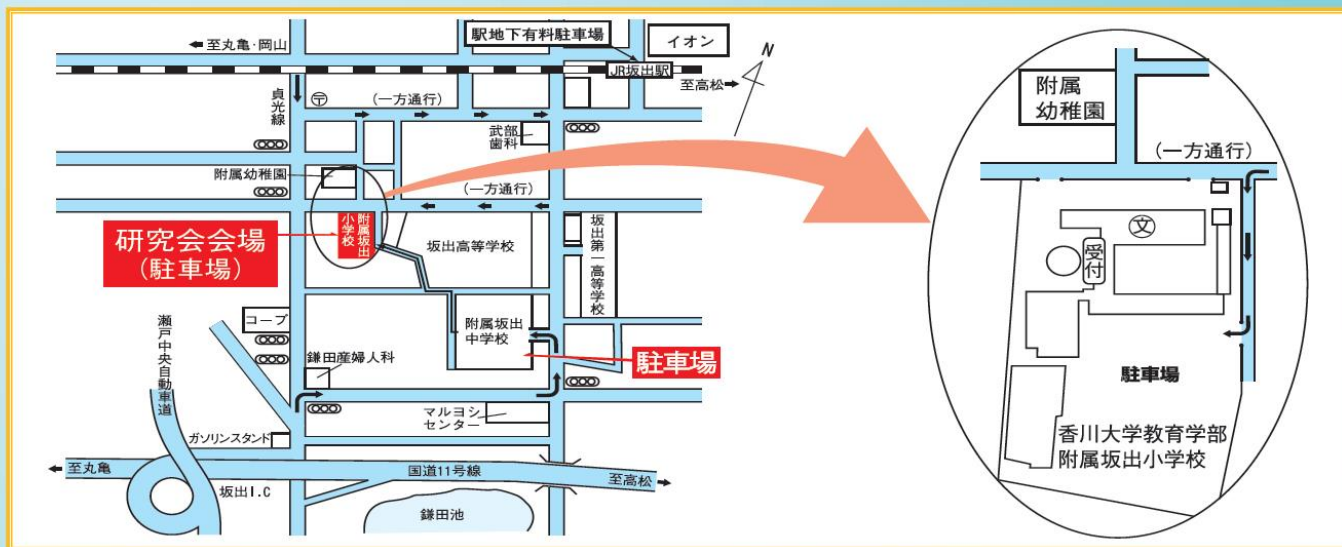 至丸亀・岡山
駅地下有料駐車場
イオン
JR坂出駅
至高松
N
貞光線
〒
(一方通行)
武部
歯科
附属幼稚園
(一方通行)
研究会会場
(駐車場)
附属坂出
小学校
坂出高等学校
坂出第一高等学校
コープ
瀬戸中央自動車道
附属坂出
中学校
駐車場
鎌田産婦人科
マルヨシ
センター
ガソリンスタンド
至丸亀
国道11号線
至高松
坂出I.C
鎌田池
附属
幼稚園
(一方通行)
文
受付
駐車場
香川大学教育学部
附属坂出小学校